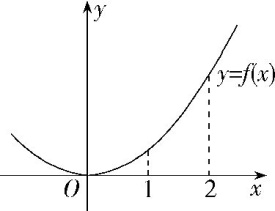 y
y=f(x)
O 1 2 x